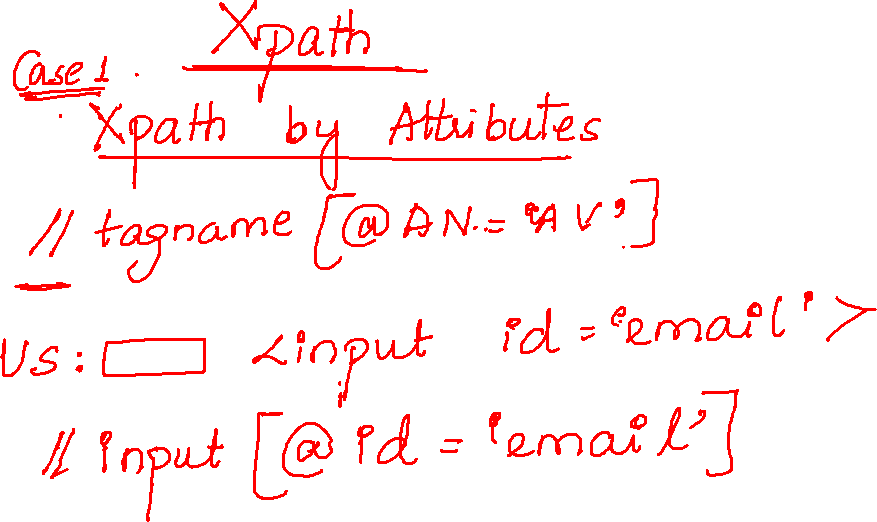 Xpath
Case 1.
Xpath by Attributes
// tagname [@ AN.= 'AV']
US: <input id = 'email' >
// input [@ id = 'email']